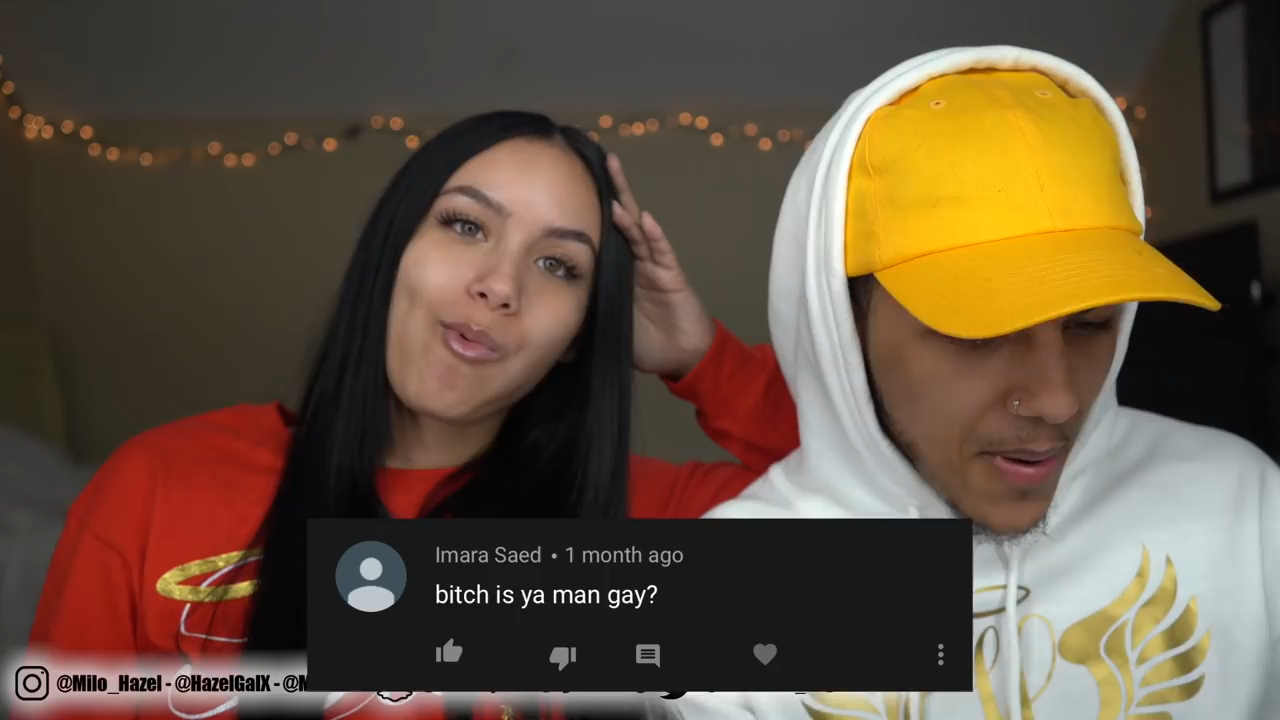 Imara Saed • 1 month ago
bitch is ya man gay?
@Milo_Hazel - @HazelGalX - @M